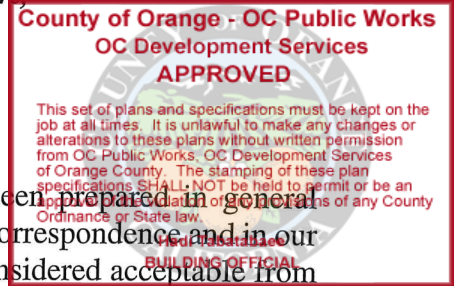 County of Orange - OC Public Works
OC Development Services
APPROVED
This set of plans and specifications must be kept on the
job at all times. It is unlawful to make any changes or
alterations to these plans without written permission
from OC Public Works, OC Development Services
of Orange County. The stamping of these plan
specifications SHALL NOT be held to permit or be an
of any County
Ordinance or State law.
BUILDING OFFICIAL
prepared in general
orrespondence and in our
nsidered acceptable from